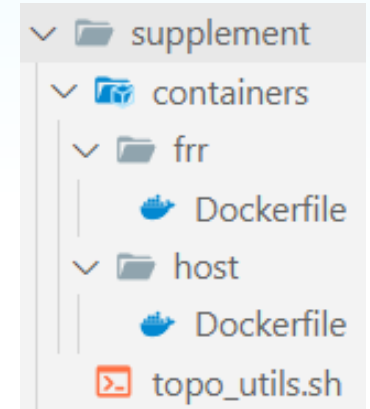 supplement
containers
frr
Dockerfile
host
Dockerfile
topo_utils.sh